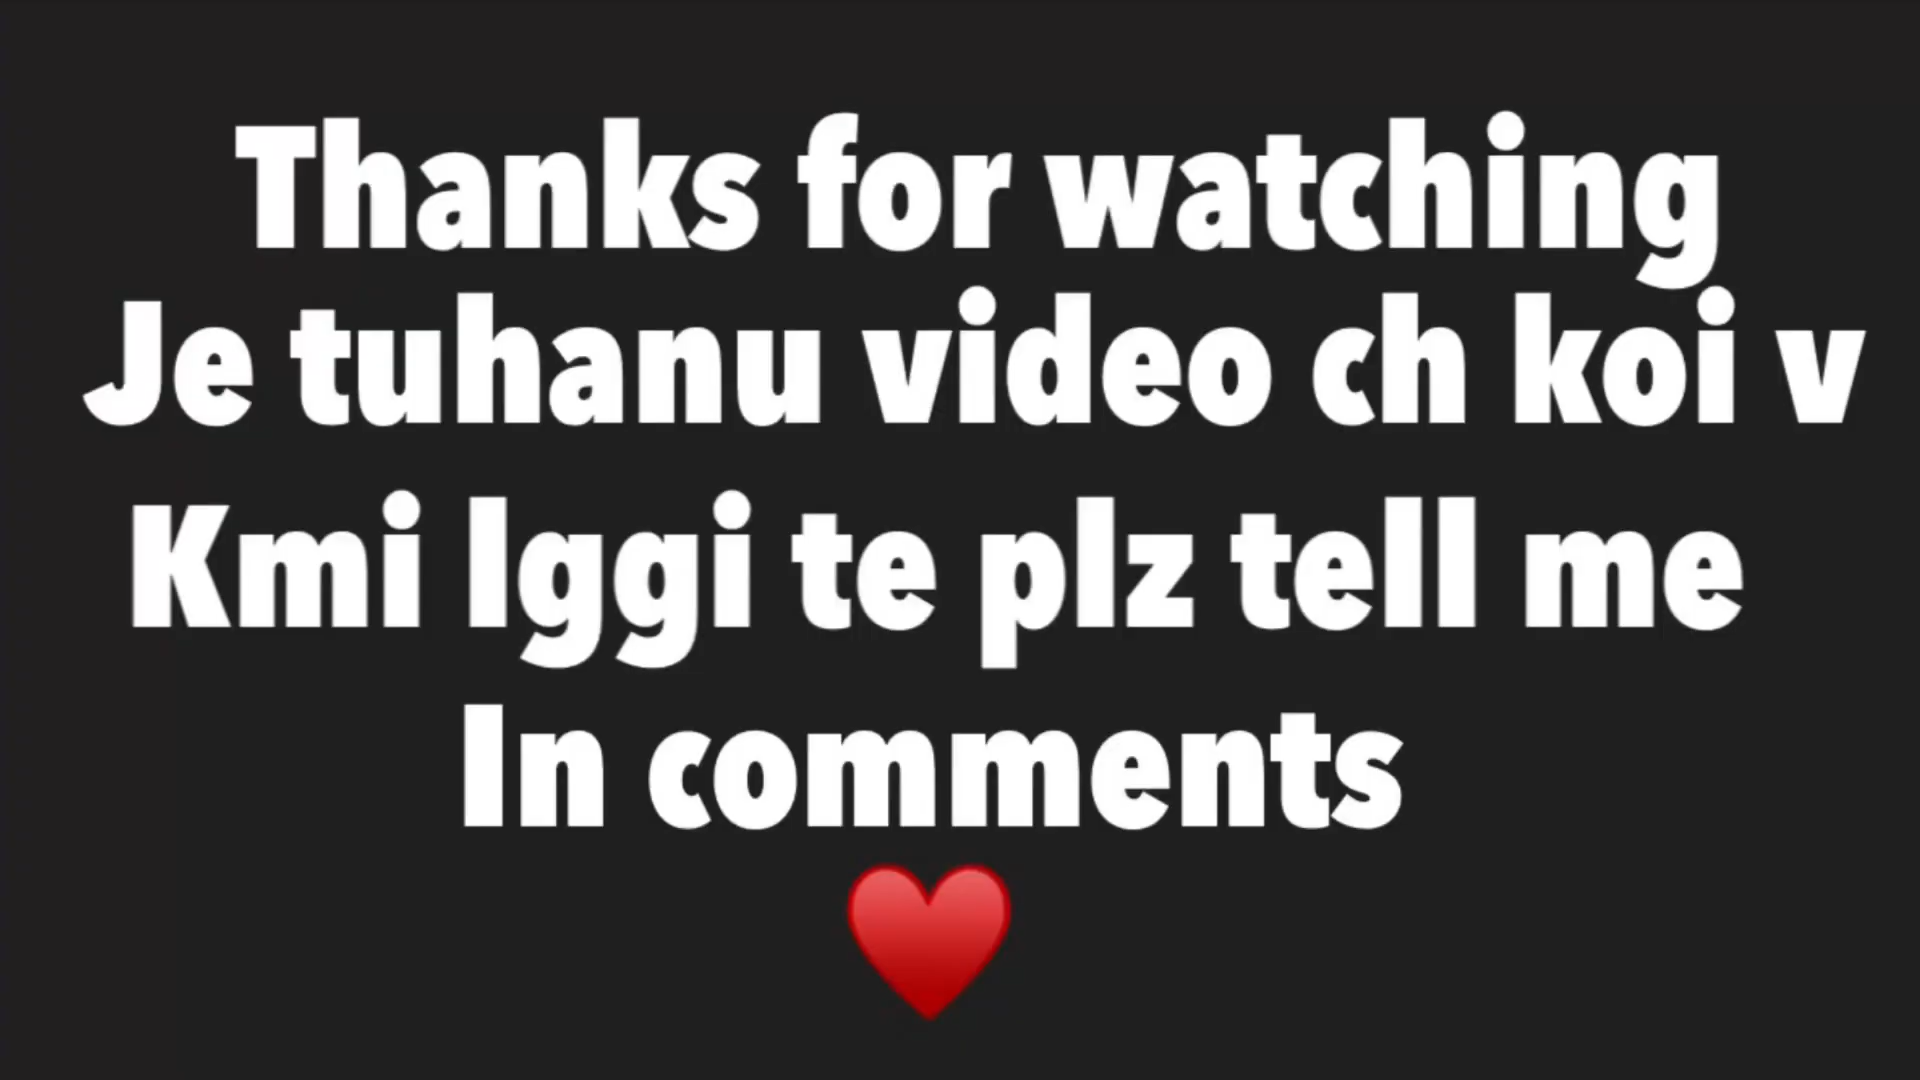 Thanks for watching
Je tuhanu video ch koi v
Kmi lggi te plz tell me
In comments